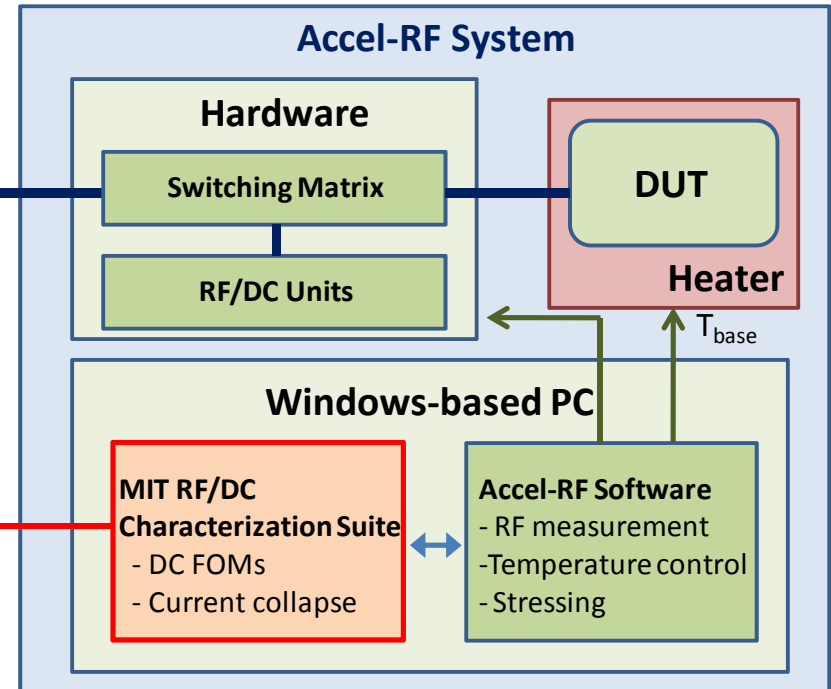 Accel-RF System
Hardware
Switching Matrix
RF/DC Units
DUT
Heater
Tbase
Windows-based PC
MIT RF/DC
Characterization Suite
- DC FOMs
- Current collapse
Accel-RF Software
- RF measurement
-Temperature control
- Stressing